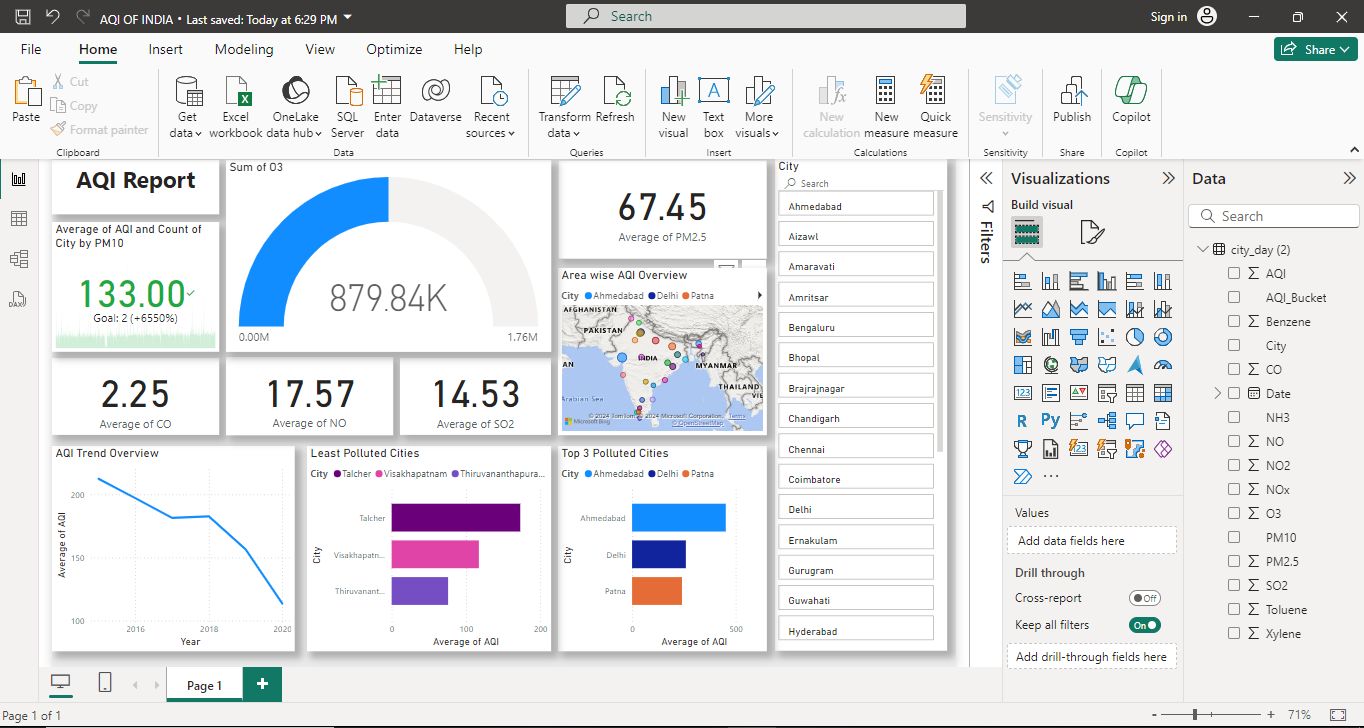 AQI OF INDIA • Last saved: Today at 6:29 PM
Search
Sign in
File
Home
Insert
Modeling
View
Optimize
Help
Share
Paste
Cut
Copy
Format painter
Clipboard
Get data
Excel workbook
OneLake data hub
SQL Server
Enter data
Dataverse
Recent sources
Data
Transform data
Refresh
Queries
New visual
Text box
More visuals
Insert
New calculation
New measure
Quick measure
Calculations
Sensitivity
Sensitivity
Publish
Share
Copilot
Copilot
AQI Report
Average of AQI and Count of
City by PM10
133.00
Goal: 2 (+6550%)
Sum of O3
879.84K
0.00M
1.76M
67.45
Average of PM2.5
2.25
Average of CO
17.57
Average of NO
14.53
Average of SO2
Area wise AQI Overview
City Ahmedabad Delhi Patna
AFGHANISTAN
PAKISTAN
AN
INDIA
MYANMAR
THAILAND
VIE
Arabian Sea
© 2024 TomTom, © 2024 Microsoft Corporation, Terms
Microsoft Bing
© OpenStreetMap
AQI Trend Overview
Average of AQI
200
150
100
2016
2018
2020
Year
Least Polluted Cities
City Talcher Visakhapatnam Thiruvananthapura...
City
Talcher
Visakhapatn...
Thiruvanant...
0
100
200
Average of AQI
Top 3 Polluted Cities
City Ahmedabad Delhi Patna
City
Ahmedabad
Delhi
Patna
0
500
Average of AQI
City
Search
Ahmedabad
Aizawl
Amaravati
Amritsar
Bengaluru
Bhopal
Brajrajnagar
Chandigarh
Chennai
Coimbatore
Delhi
Ernakulam
Gurugram
Guwahati
Hyderabad
Filters
Visualizations
Build visual
123
R
Py
123
...
Values
Add data fields here
Drill through
Cross-report
Off
Keep all filters
On
Add drill-through fields here
Data
Search
city_day (2)
∑ AQI
AQI_Bucket
∑ Benzene
City
∑ CO
Date
NH3
∑ NO
∑ NO2
∑ NOx
∑ O3
PM10
∑ PM2.5
∑ SO2
∑ Toluene
∑ Xylene
DAX
Page 1
+
Page 1 of 1
-
+
71%